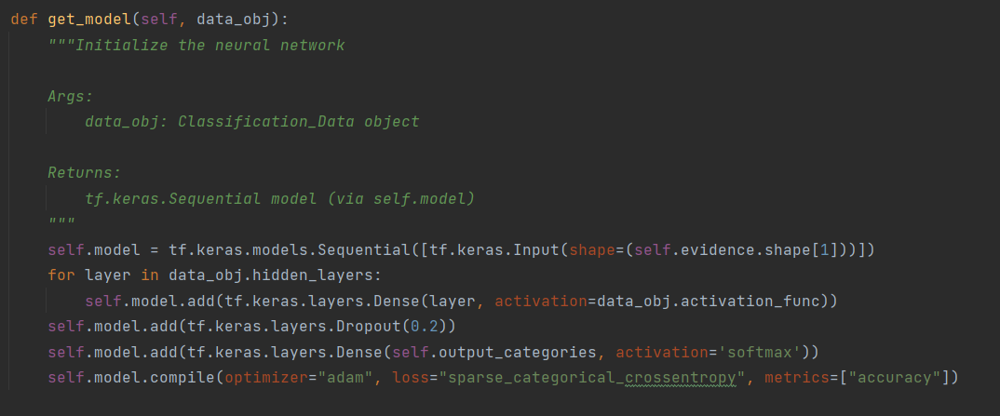 def get_model(self, data_obj):
"""Initialize the neural network
Args:
data_obj: Classification_Data object
Returns:
tf.keras.Sequential model (via self.model)
"""
self.model = tf.keras.models.Sequential([tf.keras.Input(shape=(self.evidence.shape[1]))])
for layer in data_obj.hidden_layers:
self.model.add(tf.keras.layers.Dense(layer, activation=data_obj.activation_func))
self.model.add(tf.keras.layers.Dropout(0.2))
self.model.add(tf.keras.layers.Dense(self.output_categories, activation='softmax'))
self.model.compile(optimizer="adam", loss="sparse_categorical_crossentropy", metrics=["accuracy"])